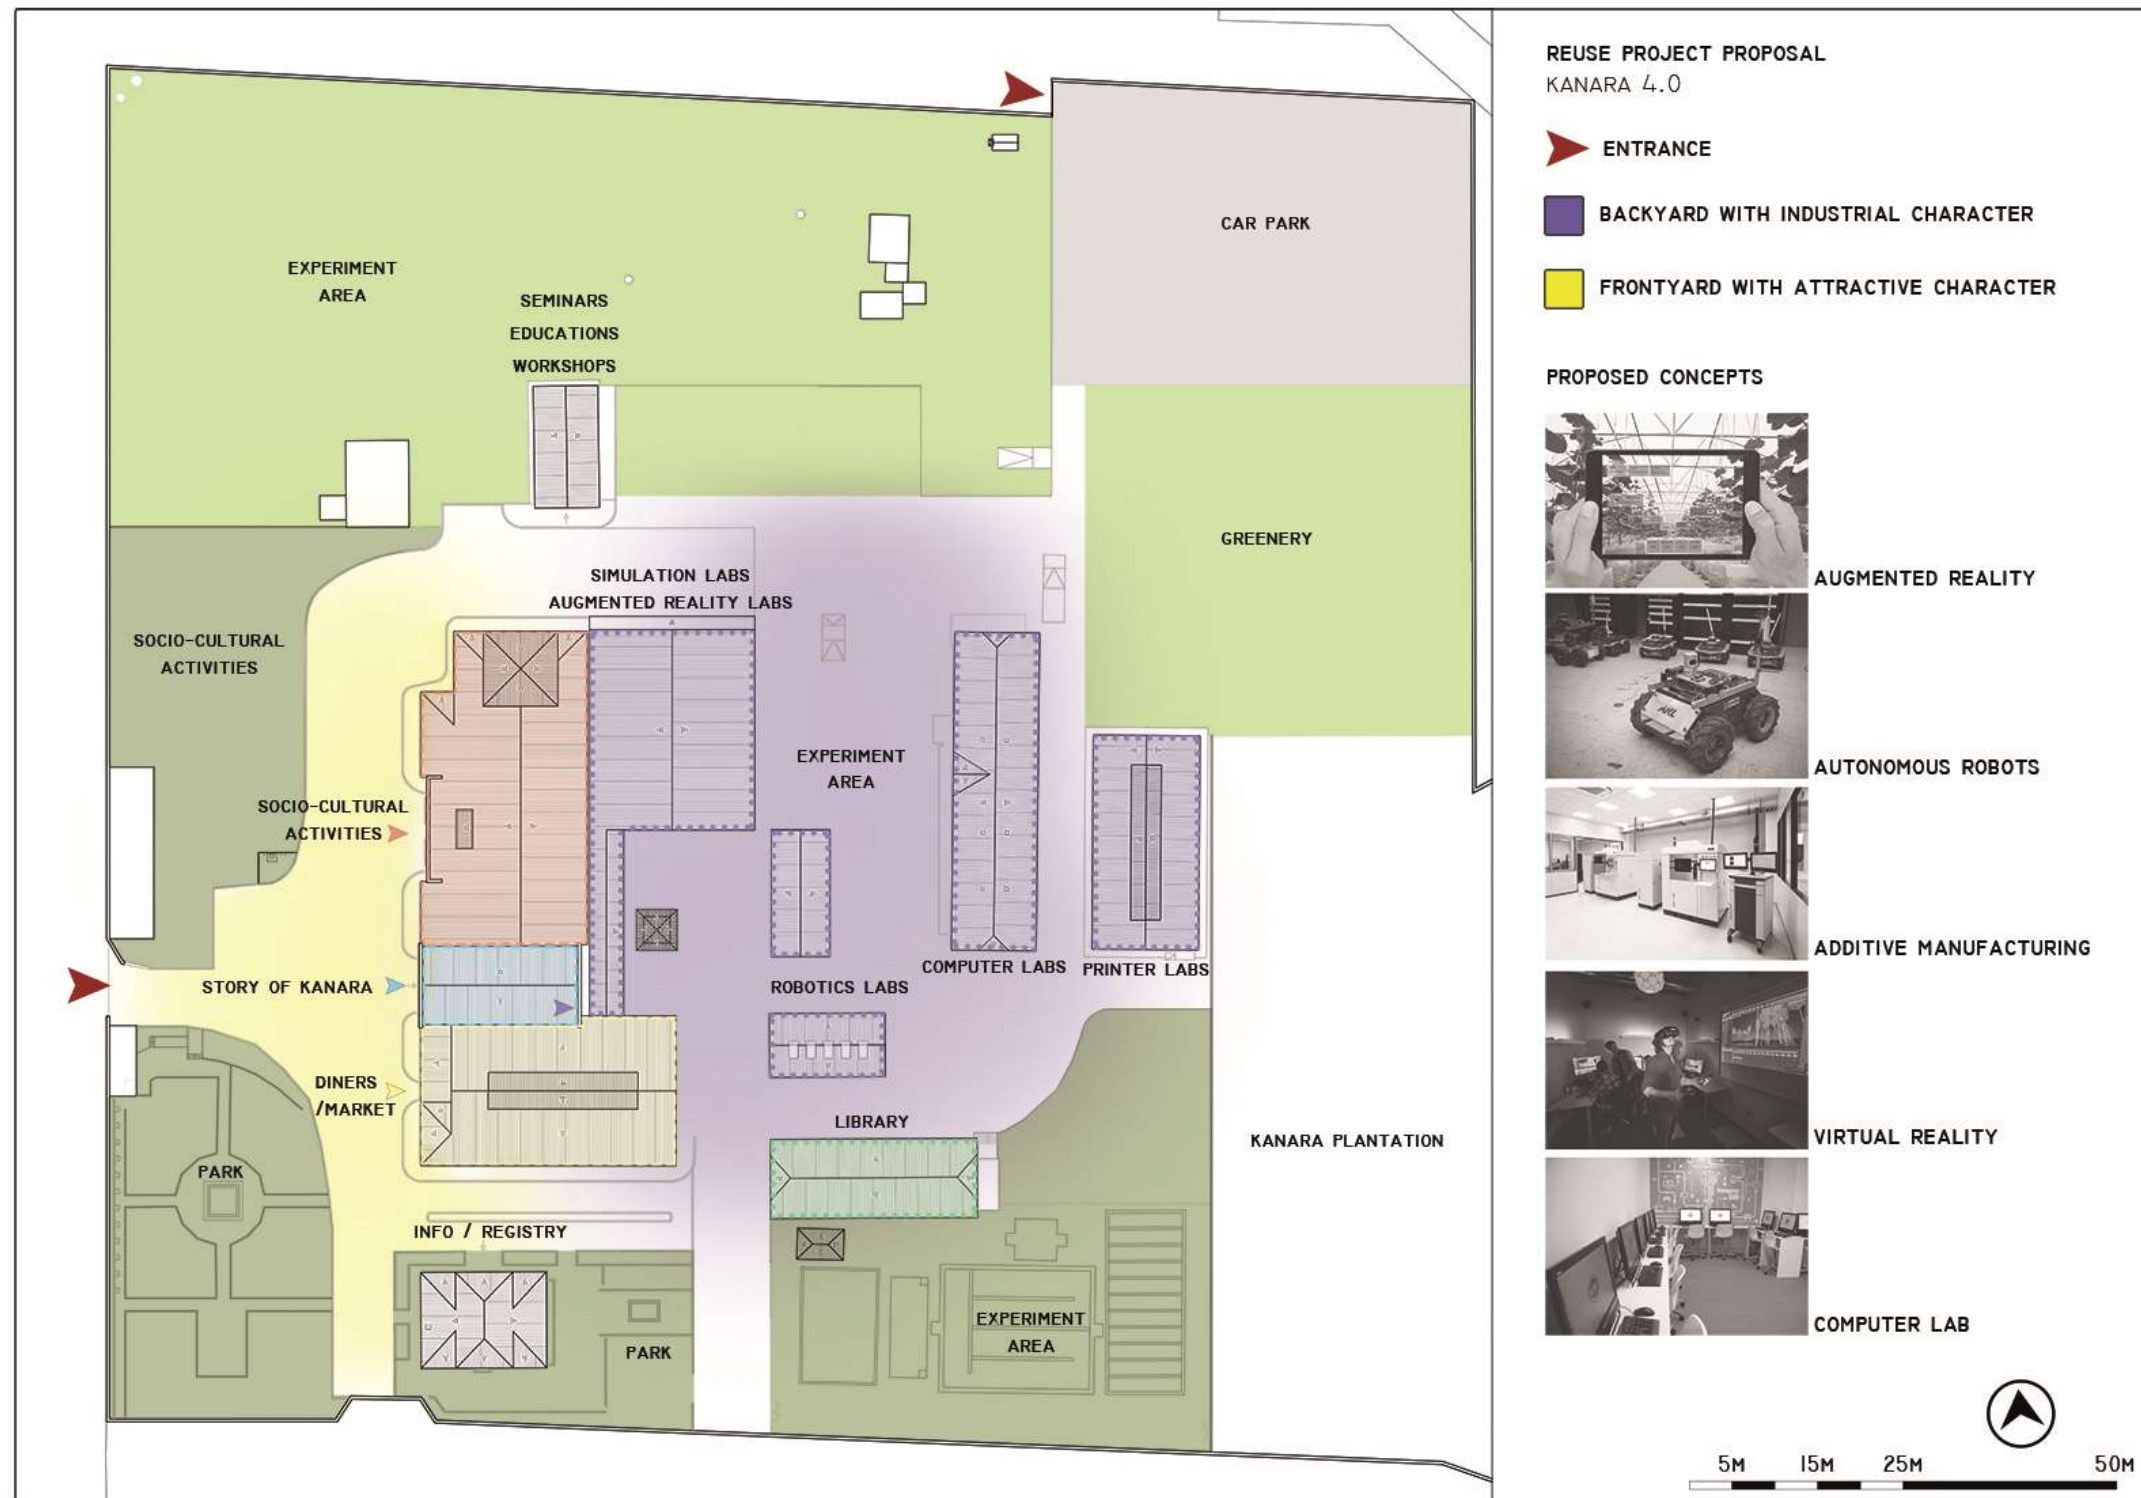 REUSE PROJECT PROPOSAL
KANARA 4.0
ENTRANCE
BACKYARD WITH INDUSTRIAL CHARACTER
FRONTYARD WITH ATTRACTIVE CHARACTER
PROPOSED CONCEPTS
AUGMENTED REALITY
AUTONOMOUS ROBOTS
ADDITIVE MANUFACTURING
VIRTUAL REALITY
COMPUTER LAB
CAR PARK
EXPERIMENT
AREA
SEMINARS
EDUCATIONS
WORKSHOPS
GREENERY
SIMULATION LABS
AUGMENTED REALITY LABS
SOCIO-CULTURAL
ACTIVITIES
EXPERIMENT
AREA
SOCIO-CULTURAL
ACTIVITIES
COMPUTER LABS
PRINTER LABS
STORY OF KANARA
ROBOTICS LABS
DINERS
/MARKET
LIBRARY
KANARA PLANTATION
PARK
INFO / REGISTRY
EXPERIMENT
AREA
PARK
ARL
5M 15M 25M 50M